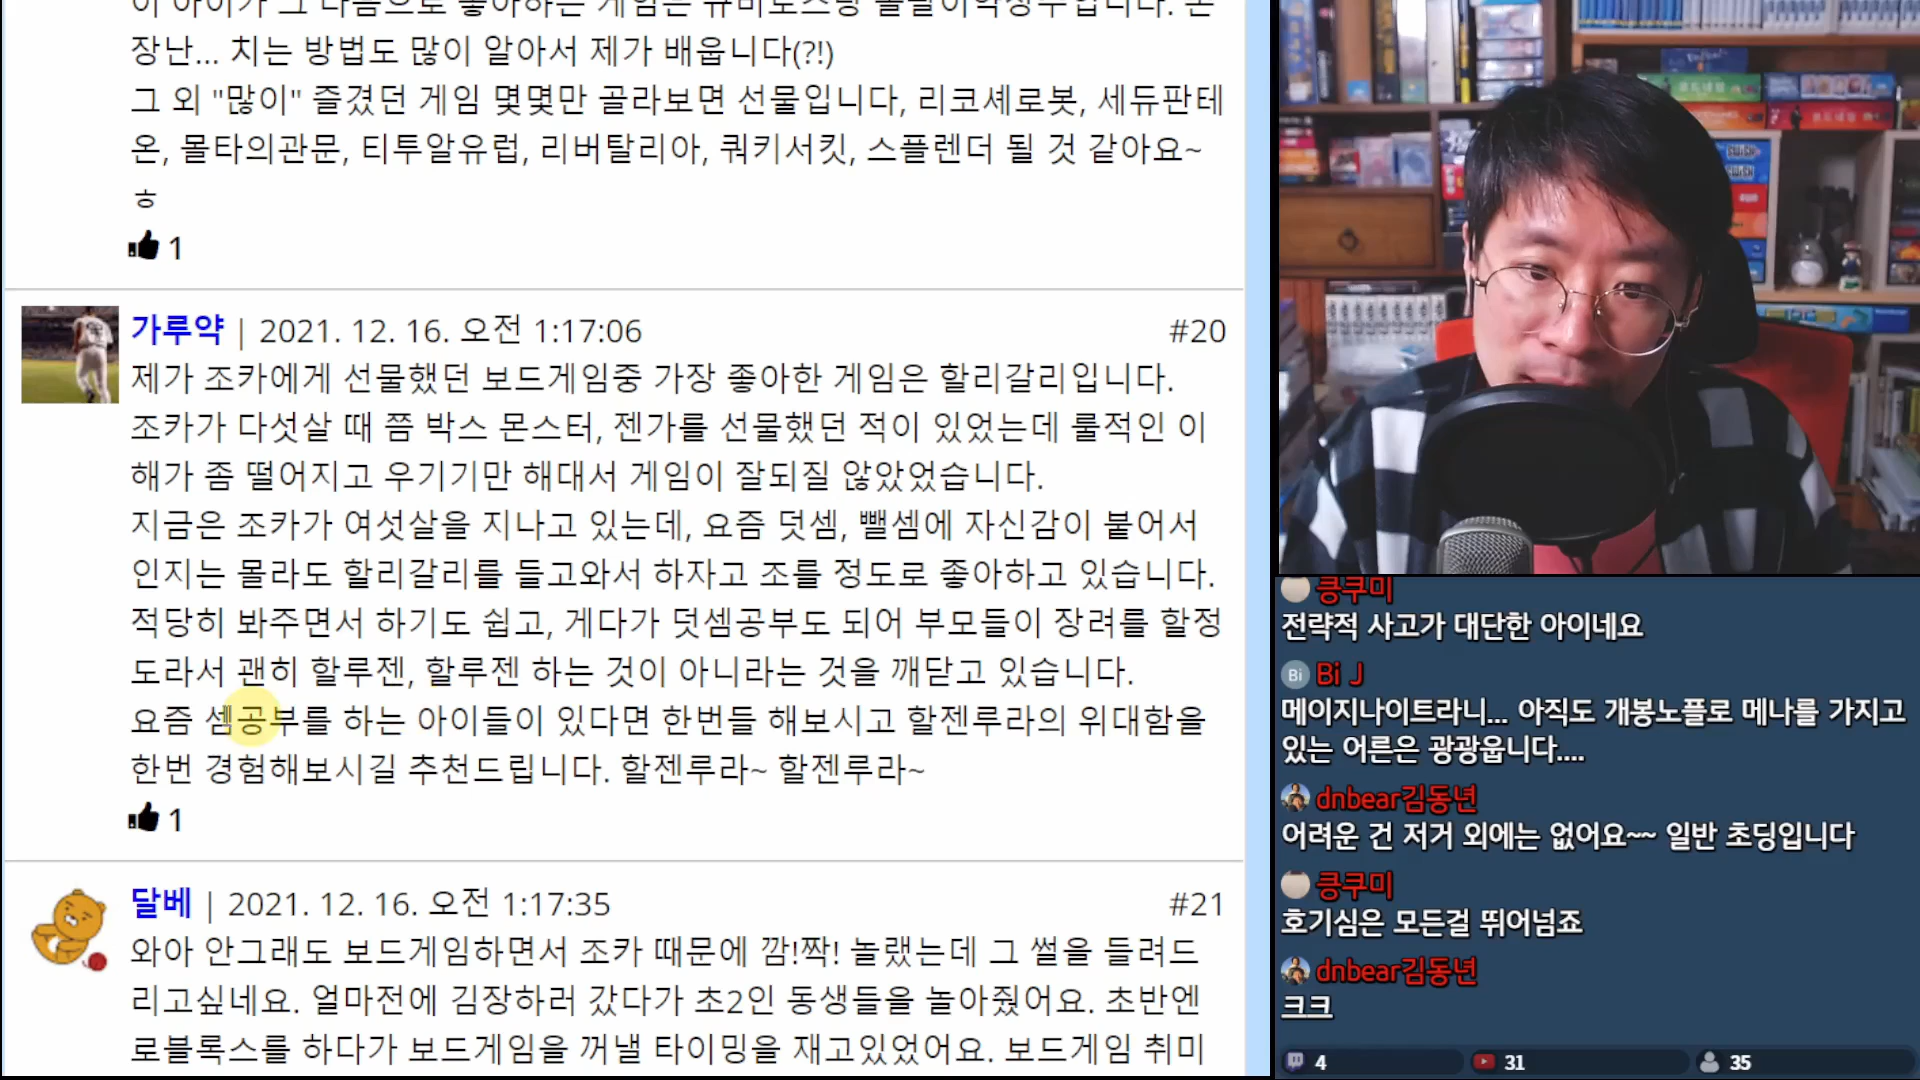 이 아이가 그 다음으로 좋아하는 게임은
장난... 치는 방법도 많이 알아서 제가 배웁니다(?!)
그 외 "많이" 즐겼던 게임 몇몇만 골라보면 선물입니다, 리코셰로봇, 세듀판테
온, 몰타의관문, 티투알유럽, 리버탈리아, 쿼키서킷, 스플렌더 될 것 같아요~
ㅎ
1
가루약 | 2021. 12. 16. 오전 1:17:06 #20
제가 조카에게 선물했던 보드게임중 가장 좋아한 게임은 할리갈리입니다.
조카가 다섯살 때 쯤 박스 몬스터, 젠가를 선물했던 적이 있었는데 룰적인 이
해가 좀 떨어지고 우기기만 해대서 게임이 잘되질 않았었습니다.
지금은 조카가 여섯살을 지나고 있는데, 요즘 덧셈, 뺄셈에 자신감이 붙어서
인지는 몰라도 할리갈리를 들고와서 하자고 조를 정도로 좋아하고 있습니다.
적당히 봐주면서 하기도 쉽고, 게다가 덧셈공부도 되어 부모들이 장려를 할정
도라서 괜히 할루젠, 할루젠 하는 것이 아니라는 것을 깨닫고 있습니다.
요즘 셈공부를 하는 아이들이 있다면 한번들 해보시고 할젠루라의 위대함을
한번 경험해보시길 추천드립니다. 할젠루라~ 할젠루라~
1
달베 | 2021. 12. 16. 오전 1:17:35 #21
와아 안그래도 보드게임하면서 조카 때문에 깜!짝! 놀랬는데 그 썰을 들려드
리고싶네요. 얼마전에 김장하러 갔다가 초2인 동생들을 놀아줬어요. 초반엔
로블록스를 하다가 보드게임을 꺼낼 타이밍을 재고있었어요. 보드게임 취미
킁쿠미
전략적 사고가 대단한 아이네요
Bi Bi J
메이지나이트라니... 아직도 개봉노플로 메나를 가지고
있는 어른은 광광웁니다....
dnbear김동년
어려운 건 저거 외에는 없어요~~ 일반 초딩입니다
킁쿠미
호기심은 모든걸 뛰어넘죠
dnbear김동년
크크
4 31 35